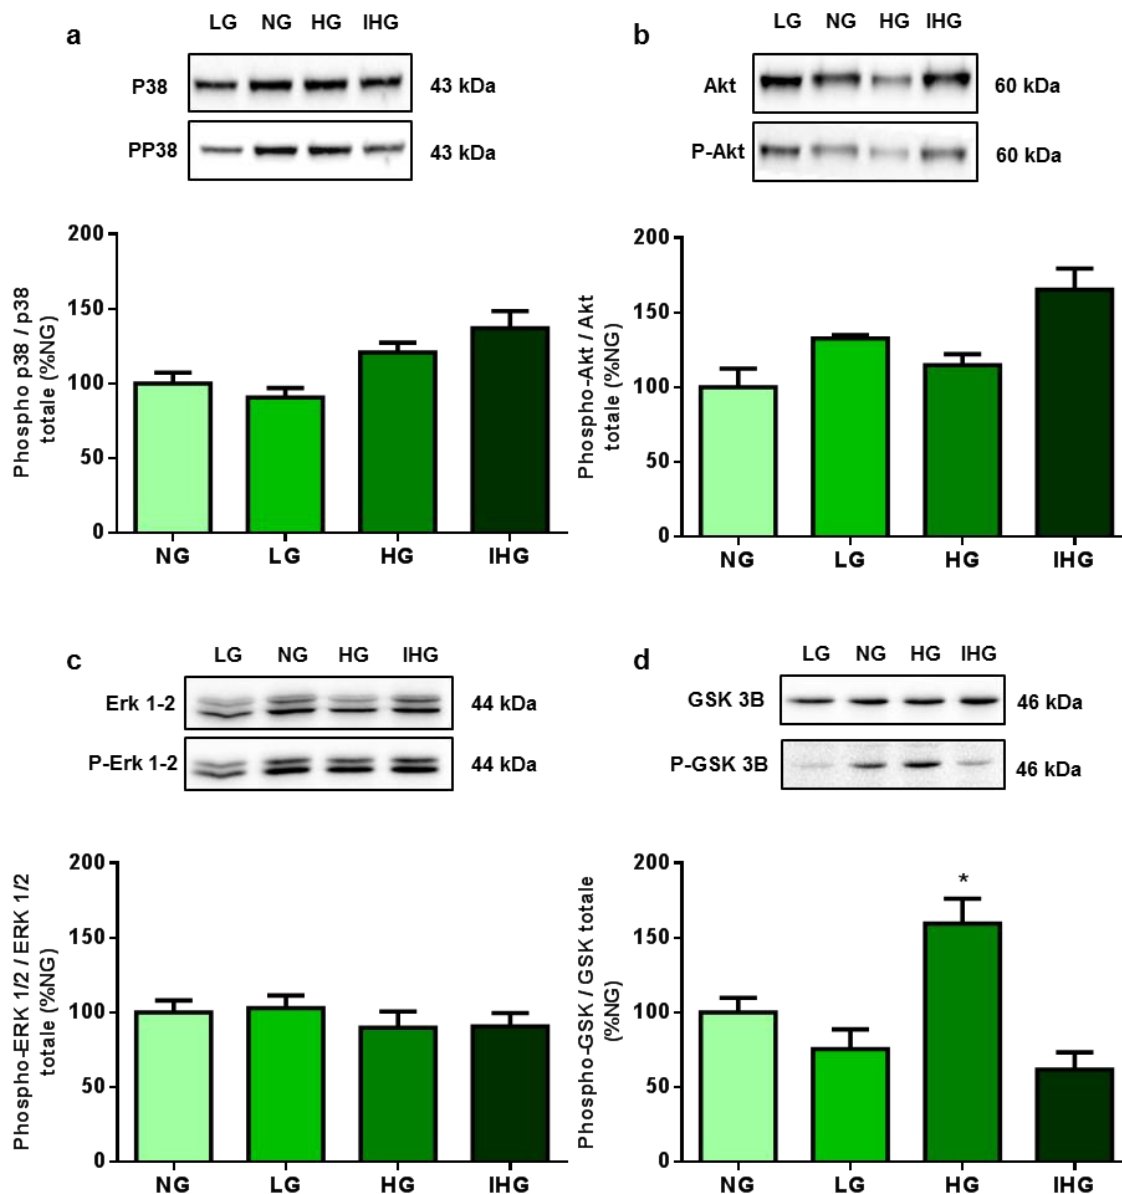 a
LG NG HG IHG
P38 43 kDa
PP38 43 kDa
200
150
100
50
0
Phospho p38 / p38
totale (%NG)
NG LG HG IHG
b
LG NG HG IHG
Akt 60 kDa
P-Akt 60 kDa
200
150
100
50
0
Phospho-Akt / Akt
totale (%NG)
NG LG HG IHG
c
LG NG HG IHG
Erk 1-2 44 kDa
P-Erk 1-2 44 kDa
200
150
100
50
0
Phospho-ERK 1/2 / ERK 1/2
totale (%NG)
NG LG HG IHG
d
LG NG HG IHG
GSK 3B 46 kDa
P-GSK 3B 46 kDa
200
150
100
50
0
Phospho-GSK / GSK totale
(%NG)
*
NG LG HG IHG